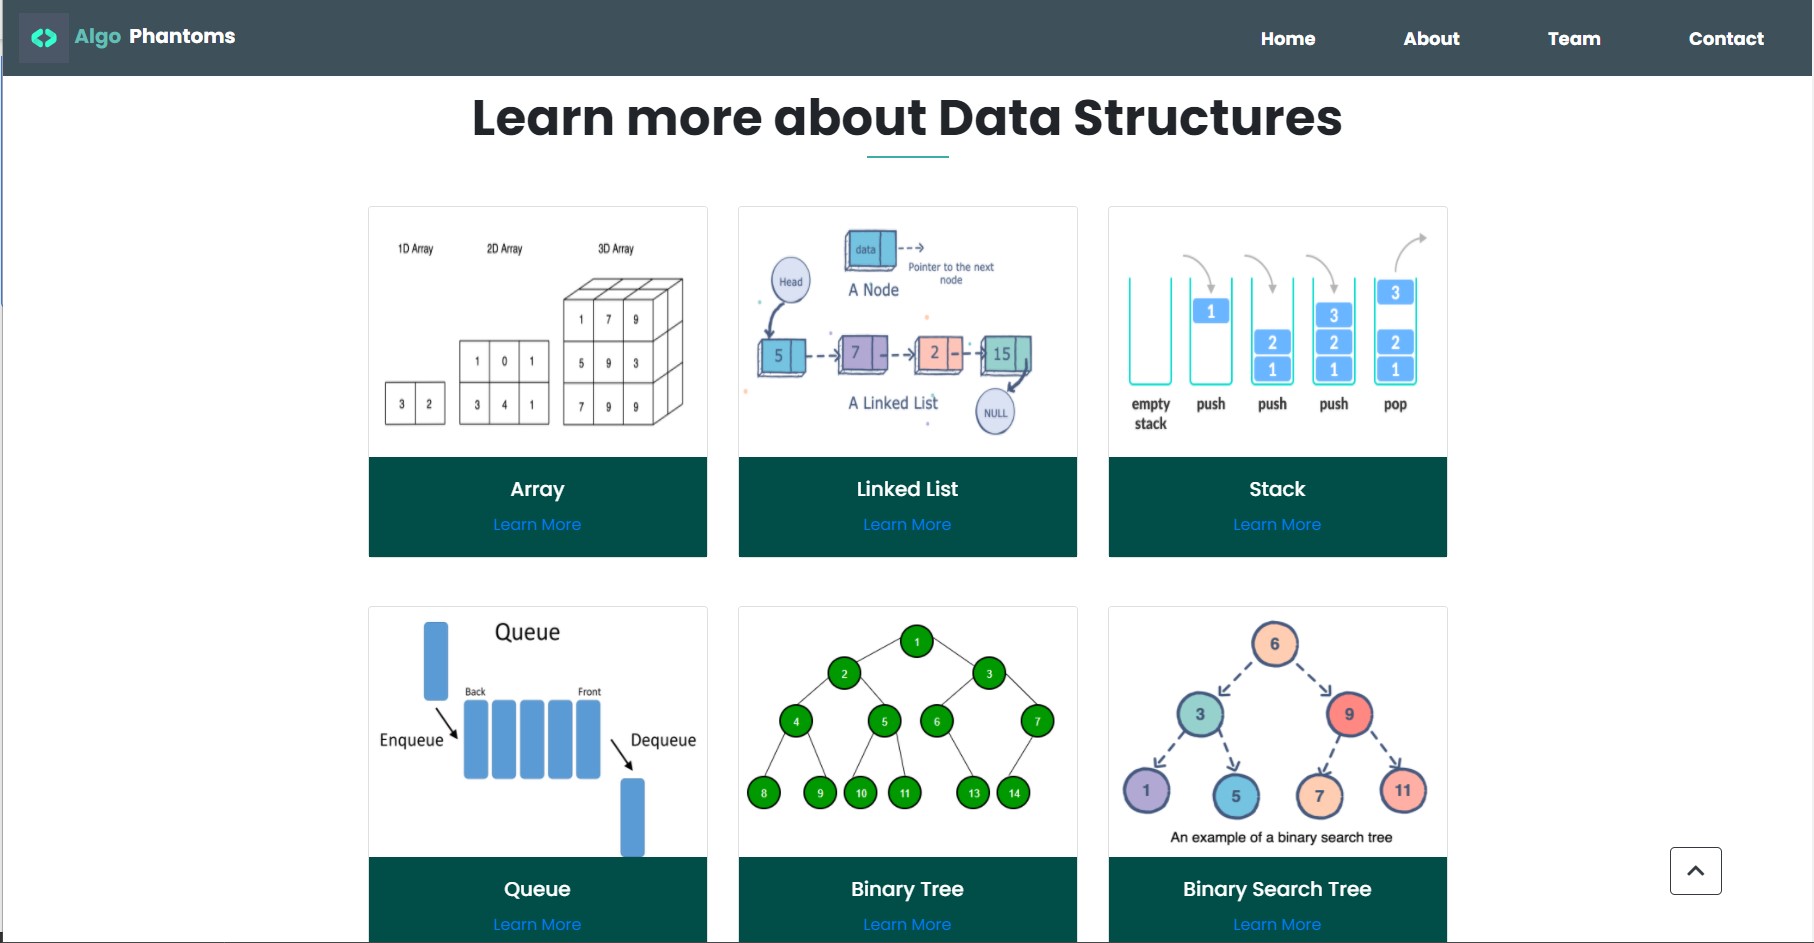 Algo Phantoms
Home About Team Contact
Learn more about Data Structures
1D Array 2D Array 3D Array
1 7 9
1 0 1 5 9 3
3 2 3 4 1 7 9 9
Array
Learn More
data
Pointer to the next
node
Head
A Node
5 7 2 15
A Linked List
NULL
Linked List
Learn More
3
1 3
2 2 2
1 1 1
empty
stack
push push push pop
Stack
Learn More
Queue
Back Front
Enqueue Dequeue
Queue
Learn More
1
2 3
4 5 6 7
8 9 10 11 13 14
Binary Tree
Learn More
6
3 9
1 5 7 11
An example of a binary search tree
Binary Search Tree
Learn More